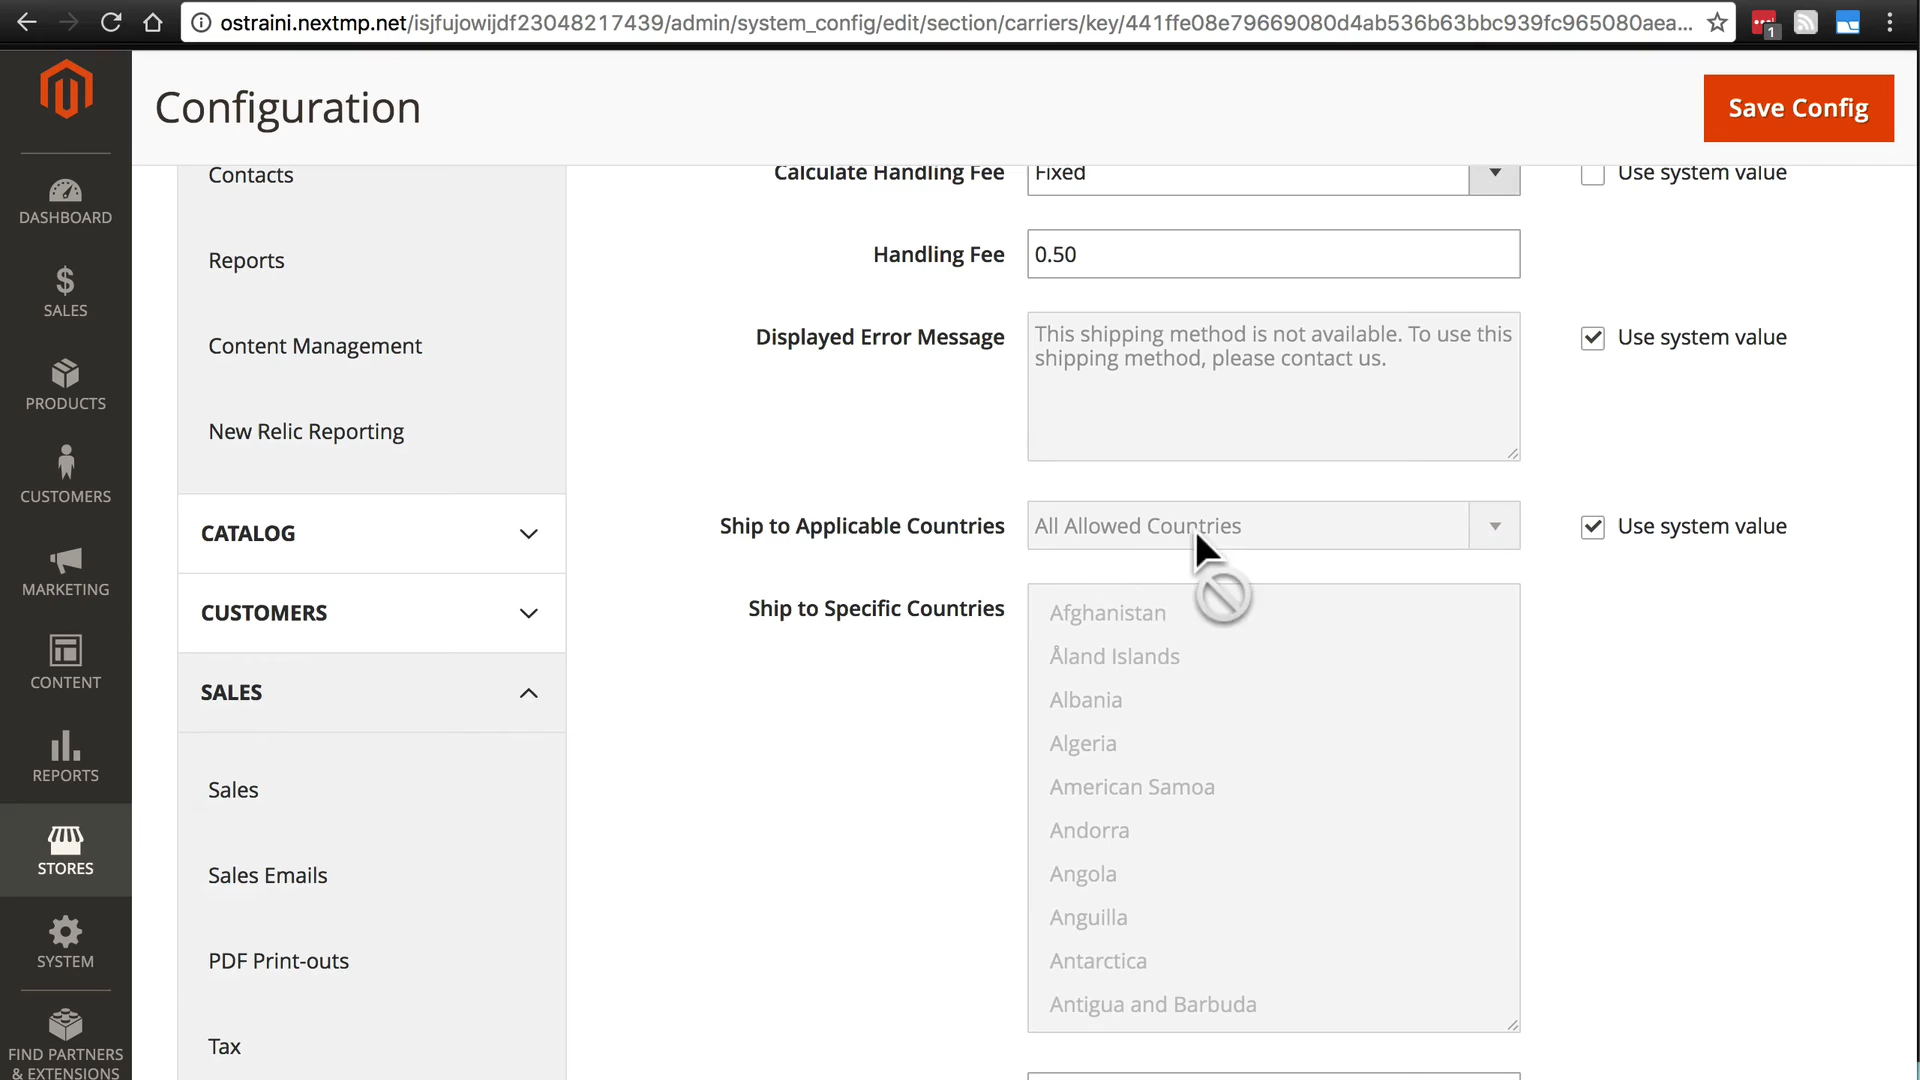 ostraini.nextmp.net/isjfujowijdf23048217439/admin/system_config/edit/section/carriers/key/441ffe08e79669080d4ab536b63bbc939fc965080aea...
1
Configuration
Save Config
DASHBOARD
SALES
PRODUCTS
CUSTOMERS
MARKETING
CONTENT
REPORTS
STORES
SYSTEM
FIND PARTNERS
& EXTENSIONS
Contacts
Reports
Content Management
New Relic Reporting
CATALOG
CUSTOMERS
SALES
Sales
Sales Emails
PDF Print-outs
Tax
Calculate Handling Fee
Fixed
Use system value
Handling Fee
0.50
Displayed Error Message
This shipping method is not available. To use this
shipping method, please contact us.
Use system value
Ship to Applicable Countries
All Allowed Countries
Use system value
Ship to Specific Countries
Afghanistan
Åland Islands
Albania
Algeria
American Samoa
Andorra
Angola
Anguilla
Antarctica
Antigua and Barbuda